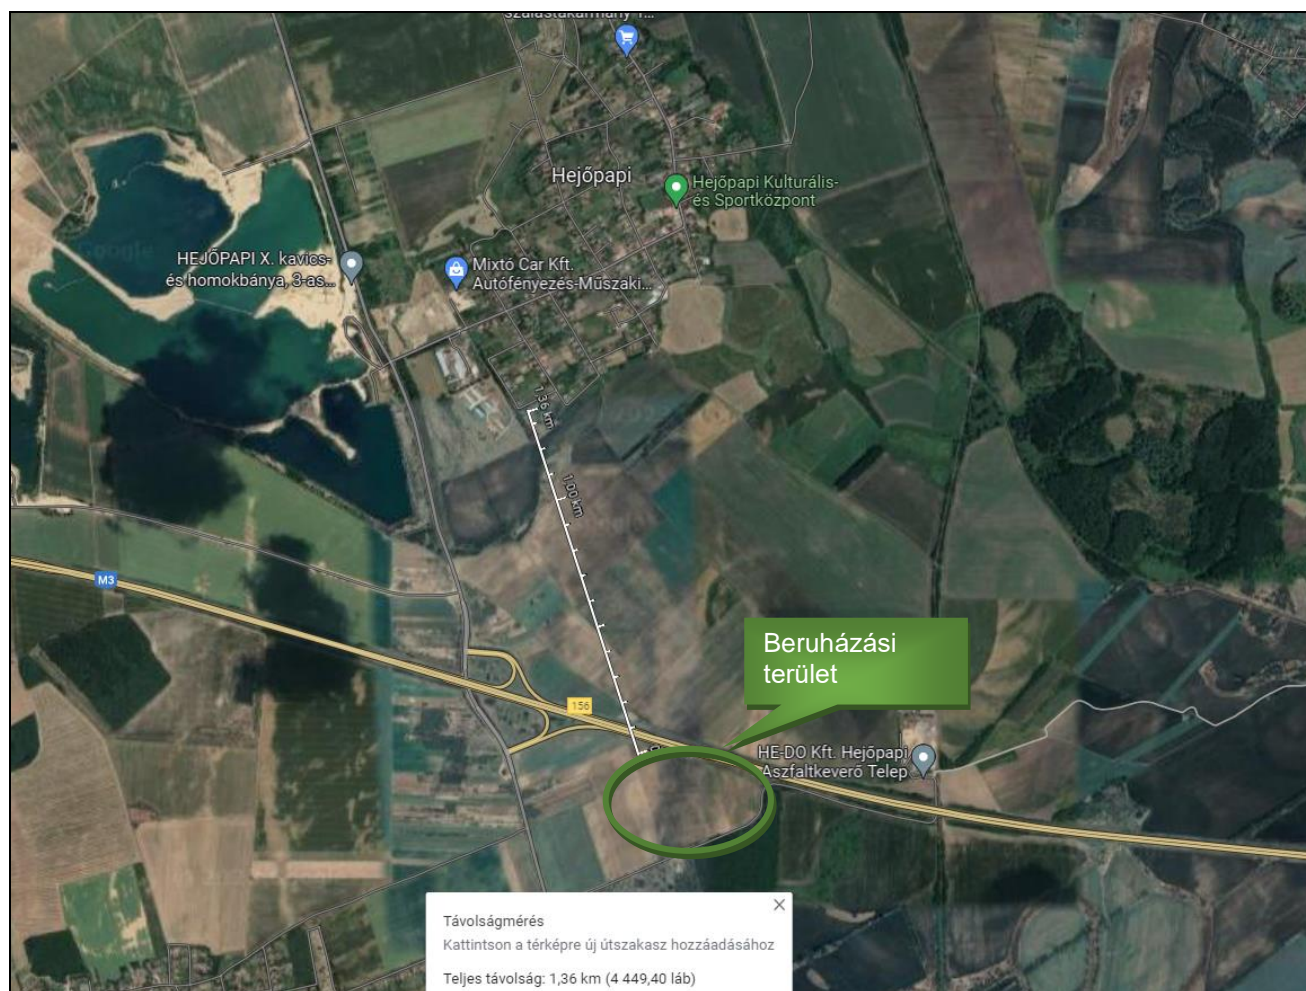 Hejőpapi
Hejőpapi Kulturális-
és Sportközpont
HEJŐPAPI X. kavics-
és homokbánya, 3-as...
Mixtó Car Kft.
Autófényezés-Műszaki...
1,36 km
1,00 km
M3
156
Beruházási
terület
HE-DO Kft. Hejőpapi
Aszfaltkeverő Telep
Távolságmérés
Kattintson a térképre új útszakasz hozzáadásához
Teljes távolság: 1,36 km (4 449,40 láb)